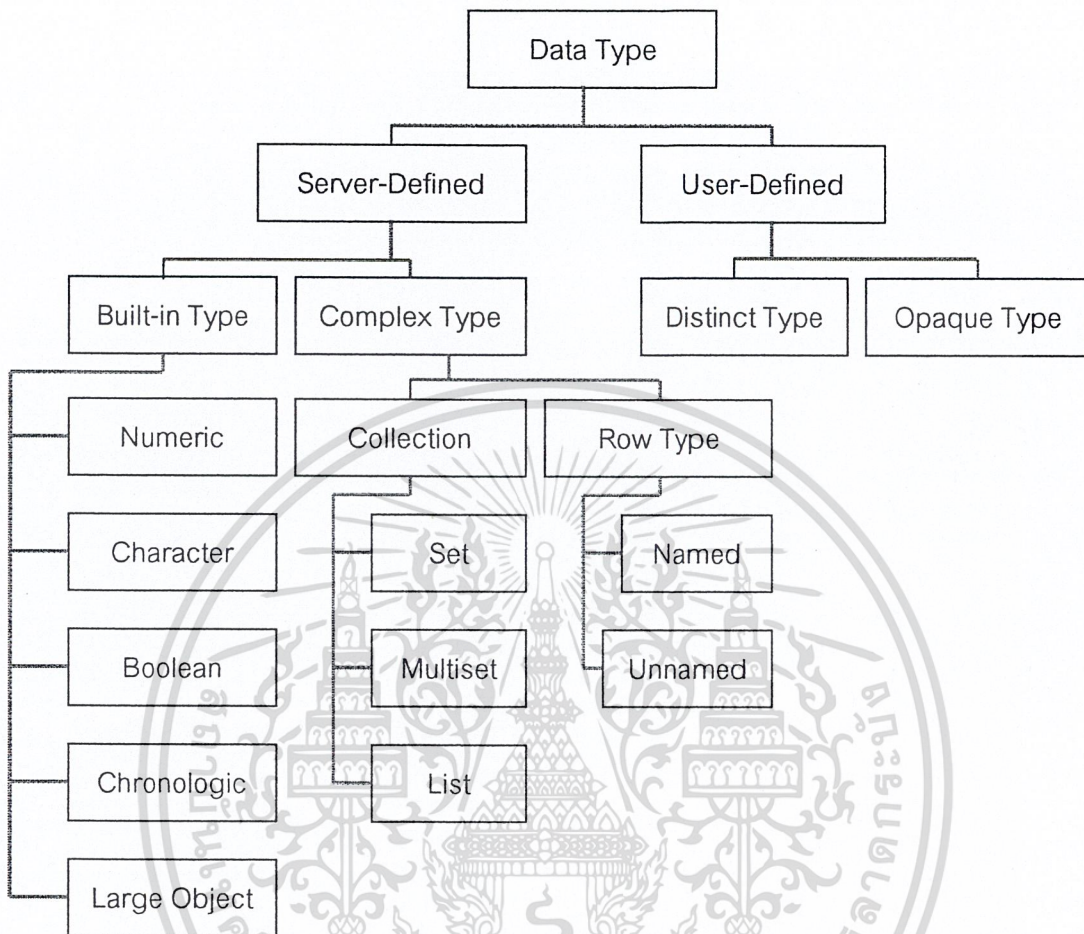 Data Type
Server-Defined
User-Defined
Built-in Type
Complex Type
Distinct Type
Opaque Type
Numeric
Collection
Row Type
Character
Set
Named
Boolean
Multiset
Unnamed
Chronologic
List
Large Object